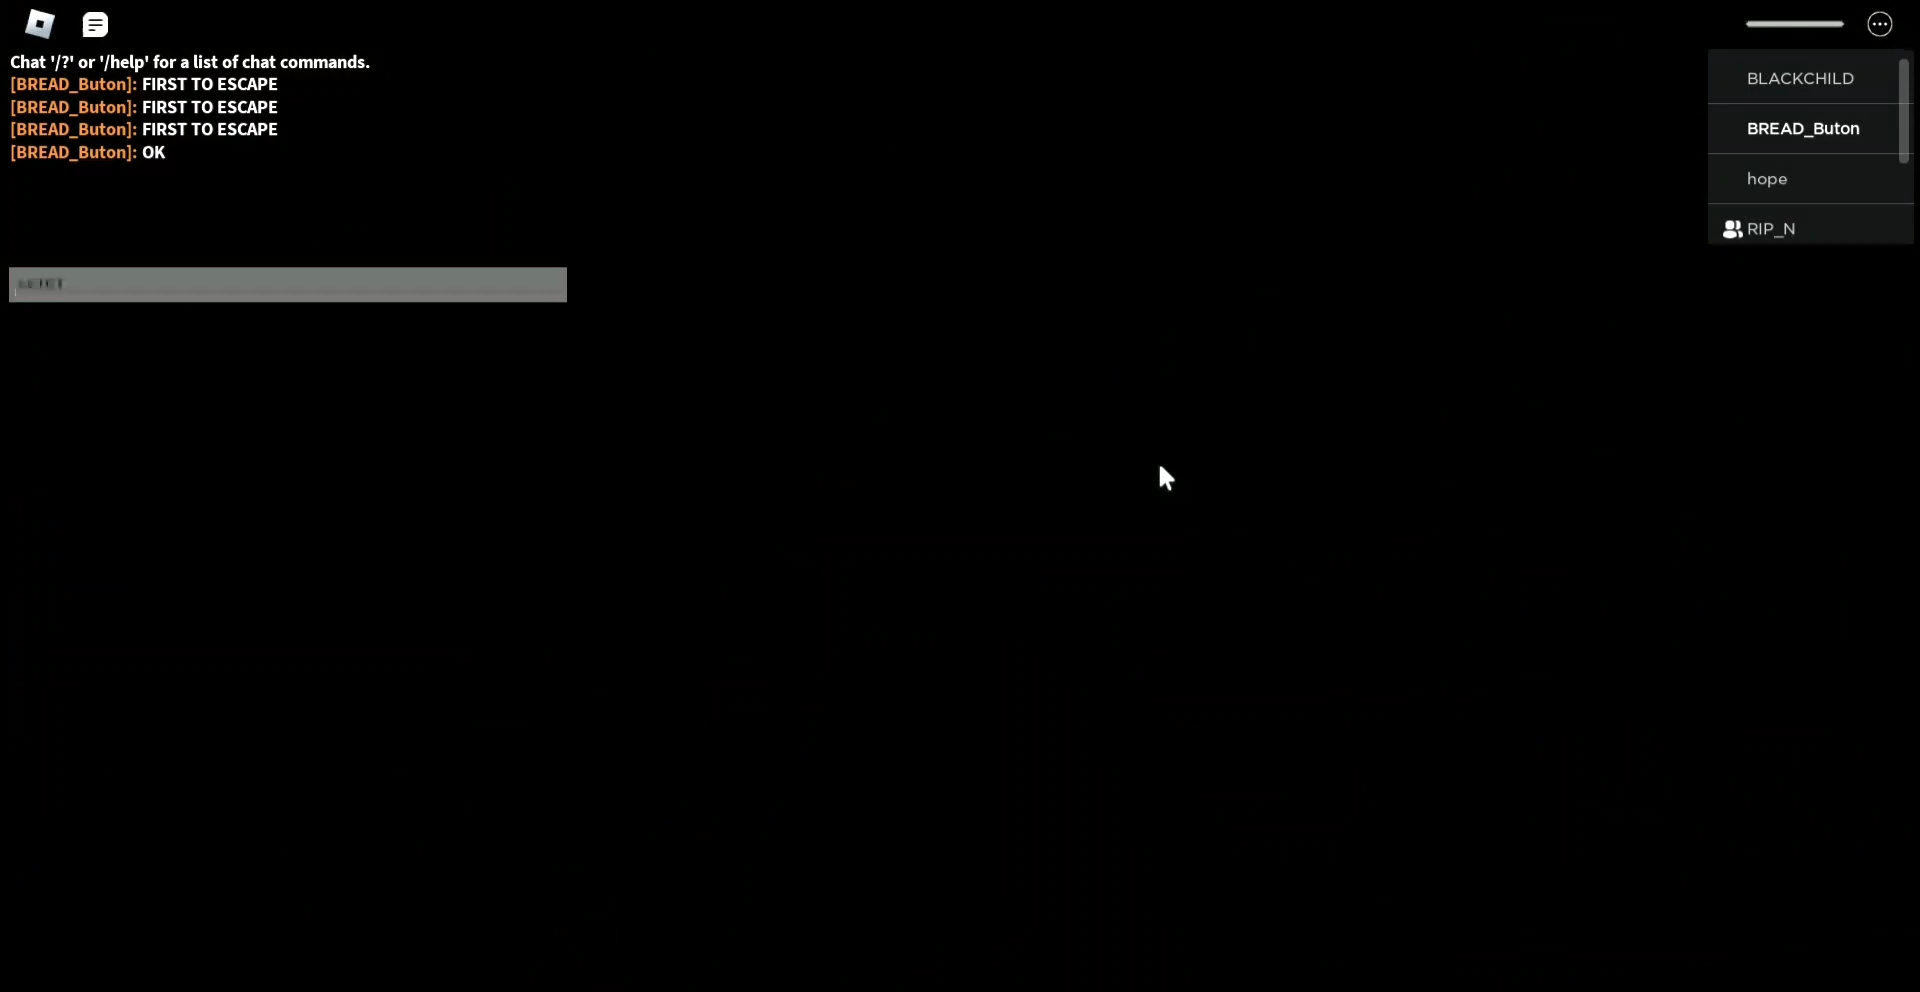 Chat '/?' or '/help' for a list of chat commands.
[BREAD_Buton]: FIRST TO ESCAPE
[BREAD_Buton]: FIRST TO ESCAPE
[BREAD_Buton]: FIRST TO ESCAPE
[BREAD_Buton]: OK
BLACKCHILD
BREAD_Buton
hope
RIP_N